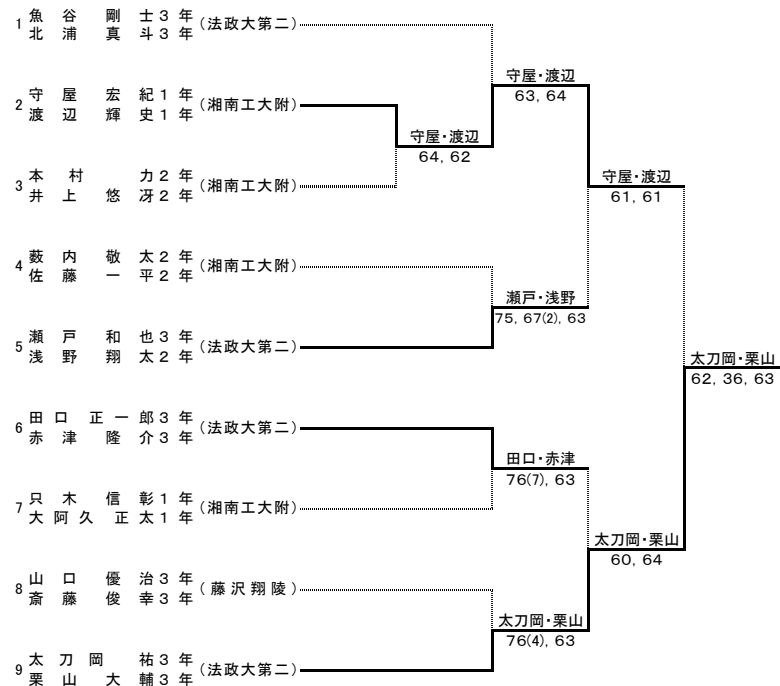 1 魚谷 剛士3年 (法政大第二)
北浦 真斗3年
守屋・渡辺
63, 64
2 守屋 宏紀1年 (湘南工大附)
渡辺 輝史1年
守屋・渡辺
64, 62
3 本村 力2年 (湘南工大附)
井上 悠冴2年
守屋・渡辺
61, 61
4 薮内 敬太2年 (湘南工大附)
佐藤 一平2年
瀬戸・浅野
75, 67(2), 63
5 瀬戸 和也3年 (法政大第二)
浅野 翔太2年
太刀岡・栗山
62, 36, 63
6 田口 正一郎3年 (法政大第二)
赤津 隆介3年
田口・赤津
76(7), 63
7 只木 信彰1年 (湘南工大附)
大阿久 正太1年
太刀岡・栗山
60, 64
8 山口 優治3年 (藤沢翔陵)
斎藤 俊幸3年
太刀岡・栗山
76(4), 63
9 太刀岡 祐3年 (法政大第二)
栗山 大輔3年